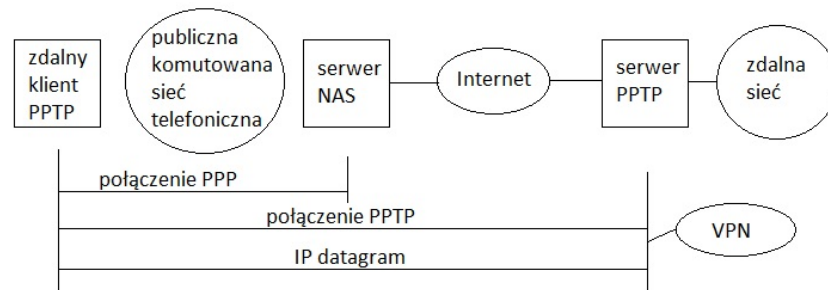 zdalny
klient
PPTP
publiczna
komutowana
sieć
telefoniczna
serwer
NAS
Internet
serwer
PPTP
zdalna
sieć
połączenie PPP
połączenie PPTP
IP datagram
VPN